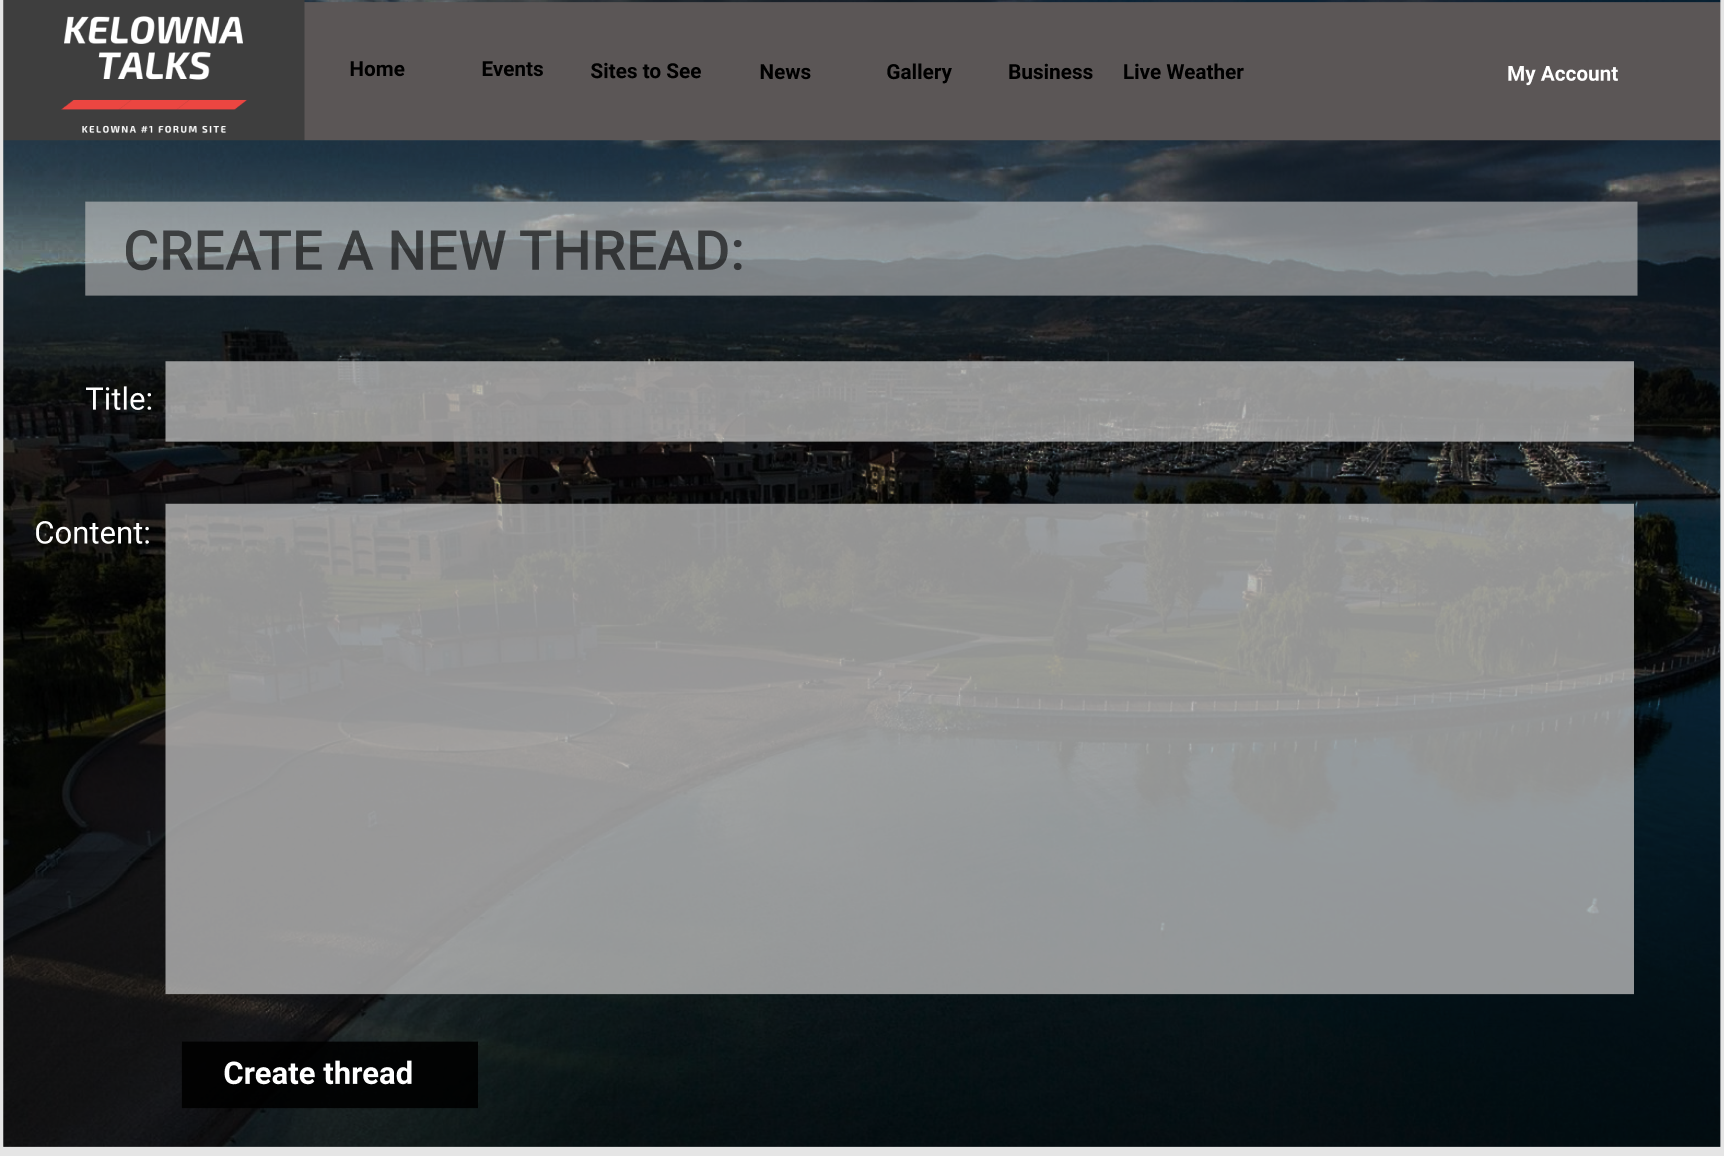 KELOWNA
TALKS
KELOWNA #1 FORUM SITE
Home Events Sites to See News Gallery Business Live Weather My Account
CREATE A NEW THREAD:
Title:
Content:
Create thread